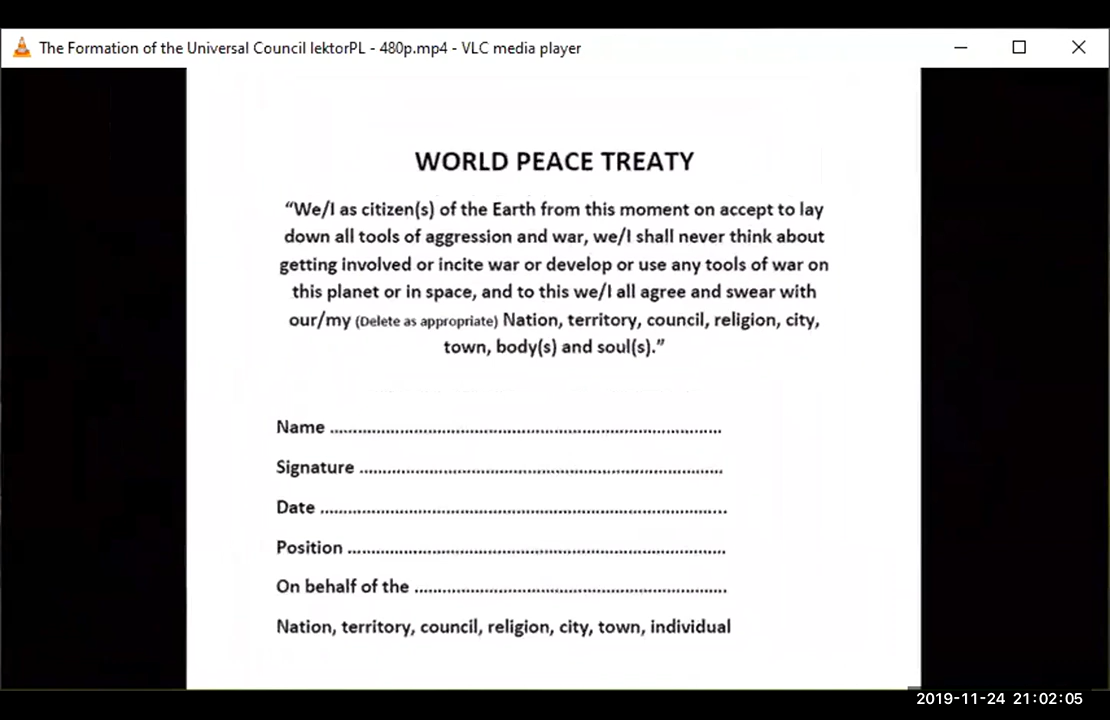 The Formation of the Universal Council lektorPL - 480p.mp4 - VLC media player
WORLD PEACE TREATY
“We/I as citizen(s) of the Earth from this moment on accept to lay
down all tools of aggression and war, we/I shall never think about
getting involved or incite war or develop or use any tools of war on
this planet or in space, and to this we/I all agree and swear with
our/my (Delete as appropriate) Nation, territory, council, religion, city,
town, body(s) and soul(s).”
Name ................................................................................
Signature ..........................................................................
Date ..................................................................................
Position .............................................................................
On behalf of the ................................................................
Nation, territory, council, religion, city, town, individual
2019-11-24 21:02:05